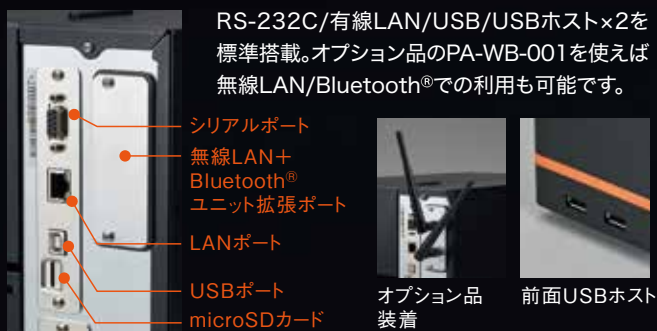 RS-232C/有線LAN/USB/USBホスト×2を
標準搭載。オプション品のPA-WB-001を使えば
無線LAN/Bluetooth®での利用も可能です。
シリアルポート
無線LAN＋
Bluetooth®
ユニット拡張ポート
LANポート
USBポート
microSDカード
オプション品
装着
前面USBホスト